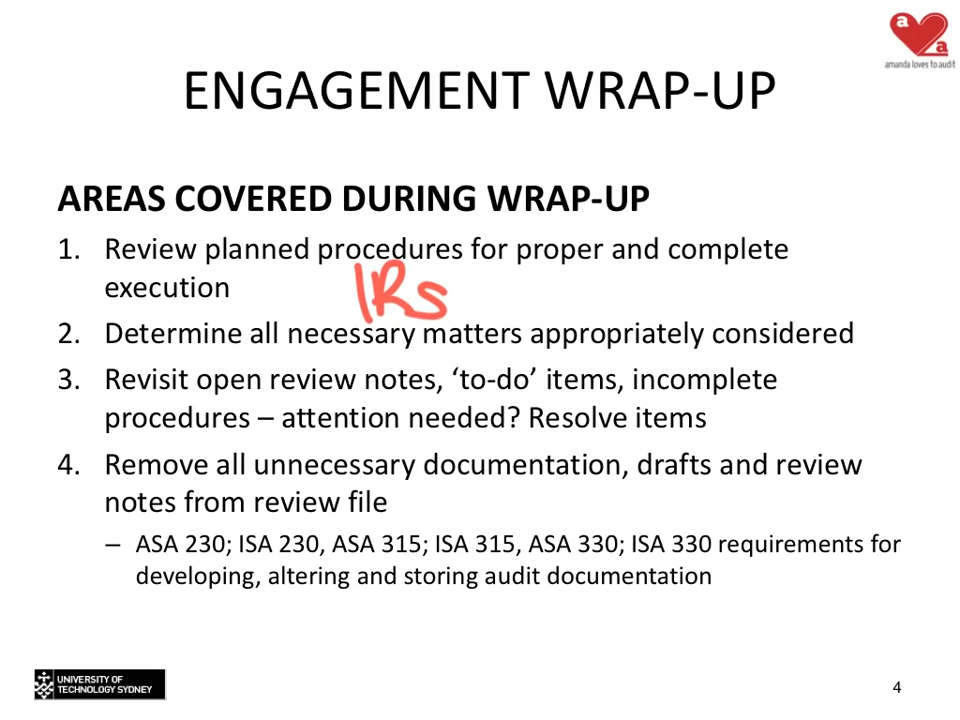 a
a
amanda loves to audit
ENGAGEMENT WRAP-UP
AREAS COVERED DURING WRAP-UP
1. Review planned procedures for proper and complete
execution
IRs
2. Determine all necessary matters appropriately considered
3. Revisit open review notes, ‘to-do’ items, incomplete
procedures – attention needed? Resolve items
4. Remove all unnecessary documentation, drafts and review
notes from review file
– ASA 230; ISA 230, ASA 315; ISA 315, ASA 330; ISA 330 requirements for
developing, altering and storing audit documentation
UNIVERSITY OF
TECHNOLOGY SYDNEY
4